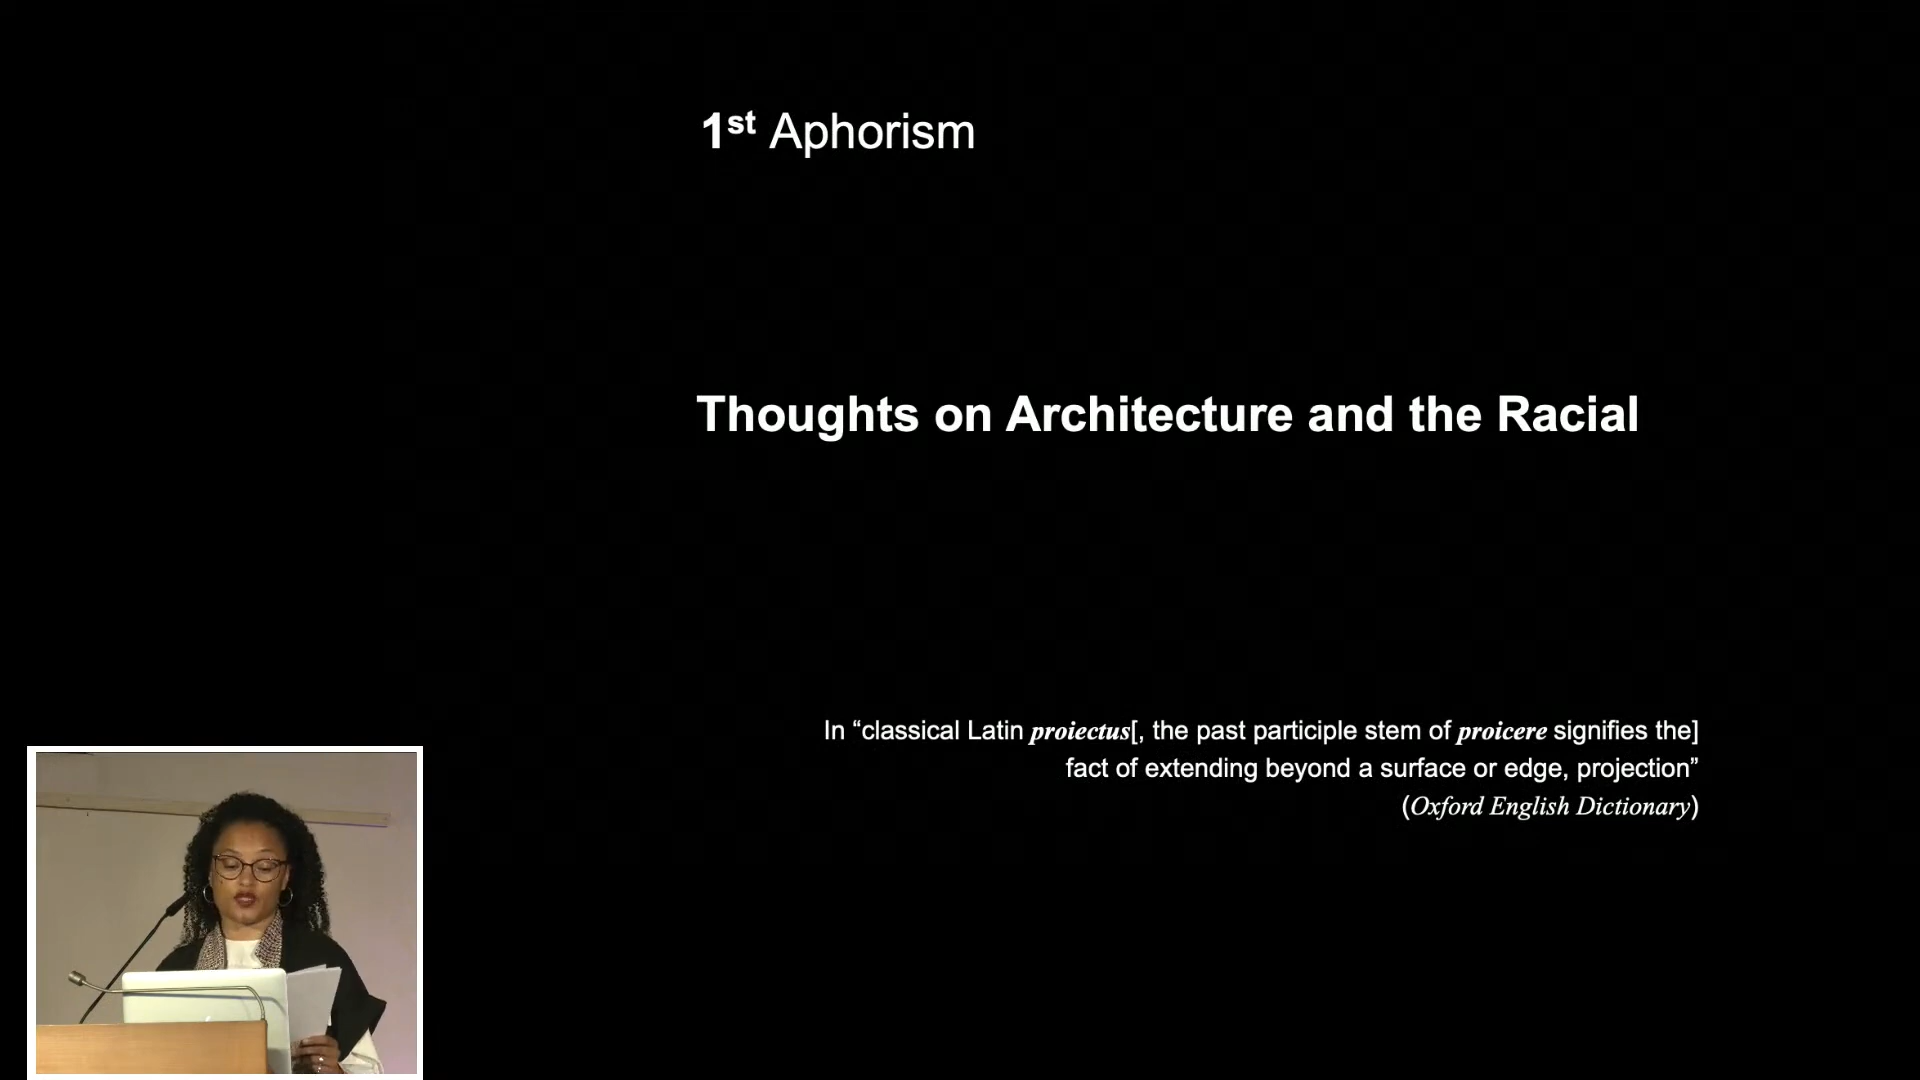 1st Aphorism
Thoughts on Architecture and the Racial
In “classical Latin proiectus[, the past participle stem of proicere signifies the]
fact of extending beyond a surface or edge, projection”
(Oxford English Dictionary)